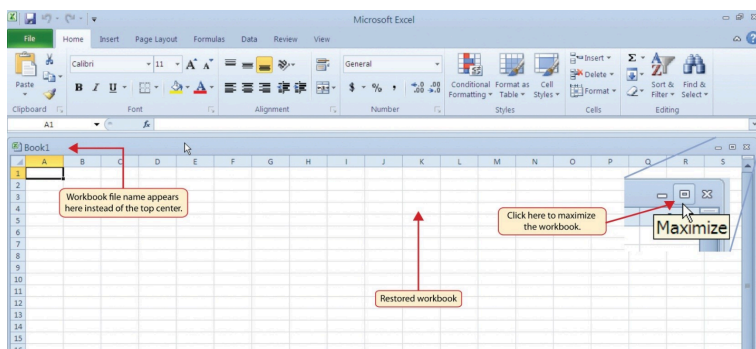 Microsoft Excel
File Home Insert Page Layout Formulas Data Review View
Paste
Clipboard
Calibri 11 A A
B I U A
Font
Alignment
General
$ % , .0 .00 .00 .0
Number
Conditional Formatting
Format as Table
Cell Styles
Styles
Insert
Delete
Format
Cells
Σ
Sort & Filter
Find & Select
Editing
A1 fx
Book1
A B C D E F G H I J K L M N O P Q R S
1
2
3
4
5
6
7
8
9
10
11
12
13
14
15
Workbook file name appears
here instead of the top center.
Restored workbook
Click here to maximize
the workbook.
Maximize